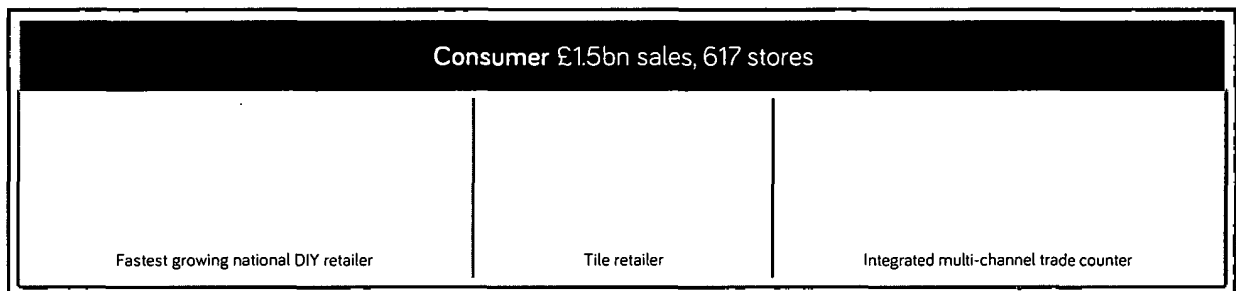 Consumer £1.5bn sales, 617 stores
Fastest growing national DIY retailer
Tile retailer
Integrated multi-channel trade counter